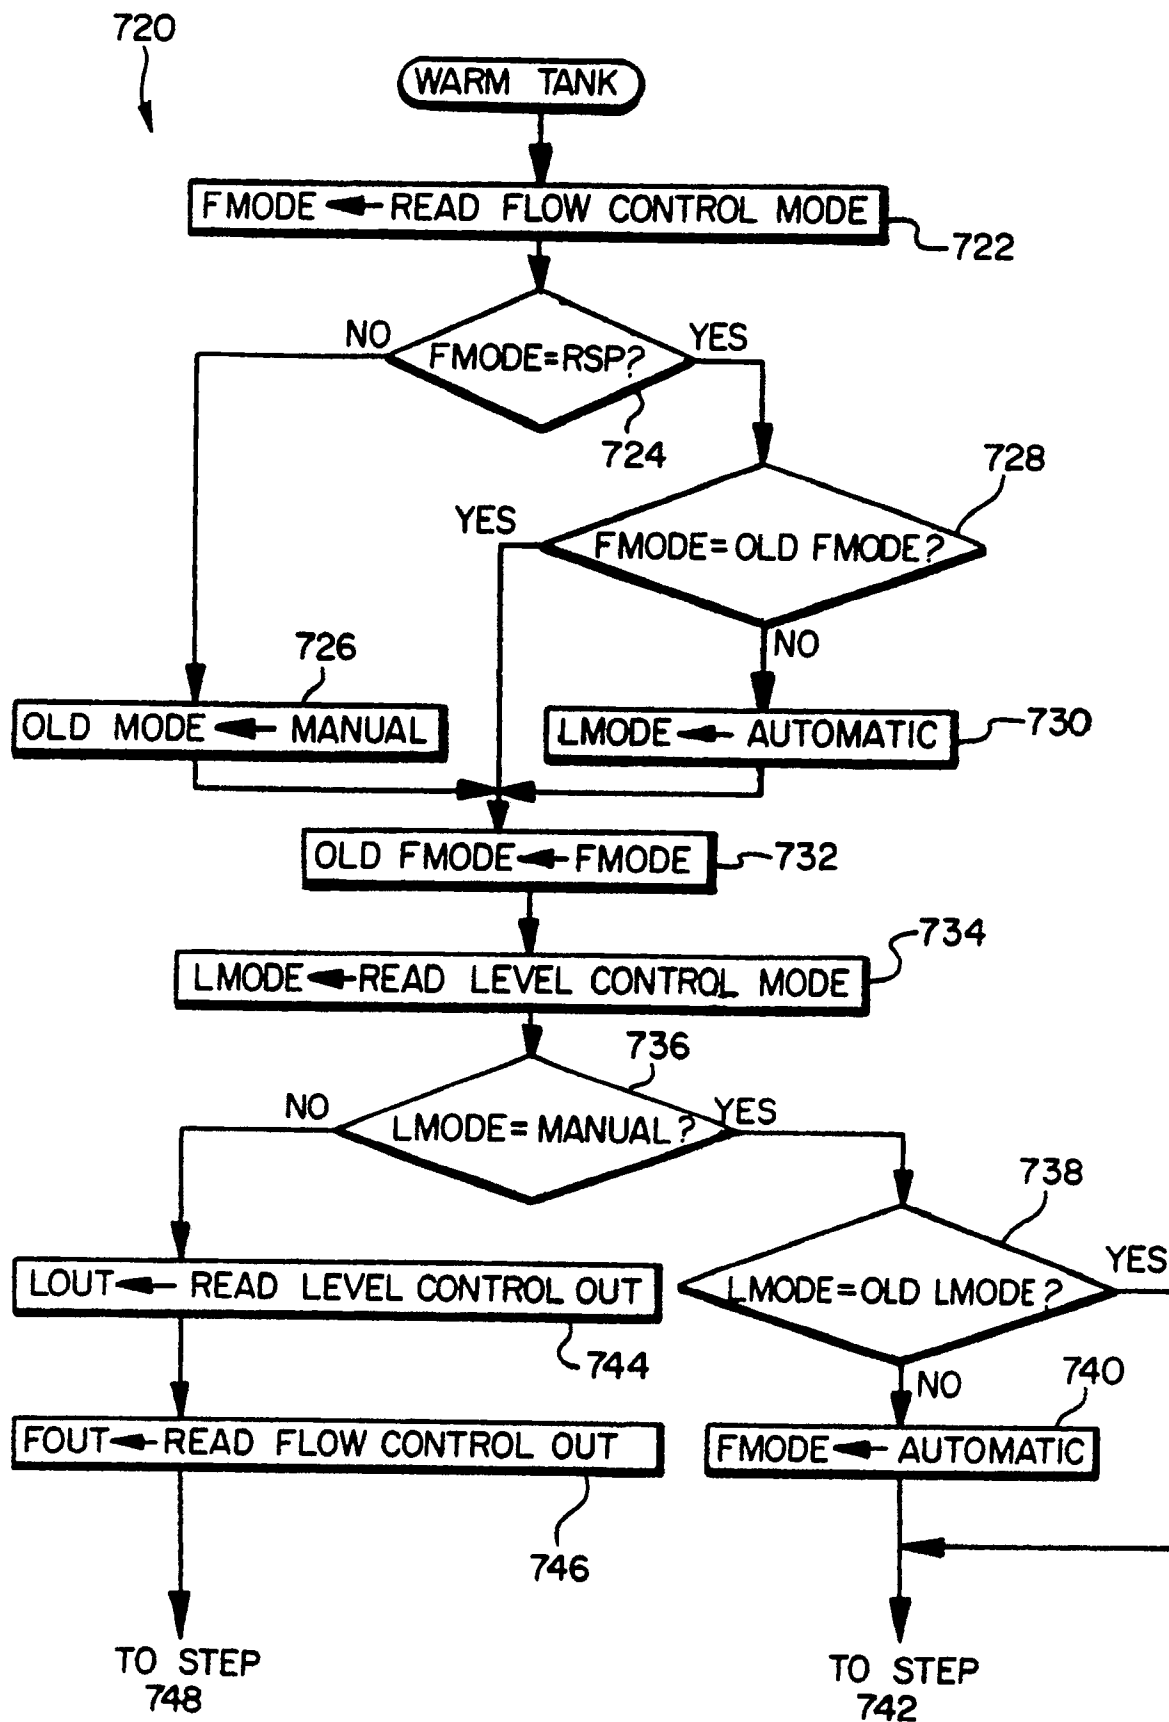 720
WARM TANK
FMODE ← READ FLOW CONTROL MODE
722
NO
FMODE=RSP?
YES
724
728
YES
FMODE=OLD FMODE?
NO
726
OLD MODE ← MANUAL
LMODE ← AUTOMATIC
730
OLD FMODE ← FMODE
732
734
LMODE ← READ LEVEL CONTROL MODE
736
NO
LMODE=MANUAL?
YES
738
YES
LOUT ← READ LEVEL CONTROL OUT
LMODE=OLD LMODE?
744
NO
740
FOUT ← READ FLOW CONTROL OUT
FMODE ← AUTOMATIC
746
TO STEP
748
TO STEP
742